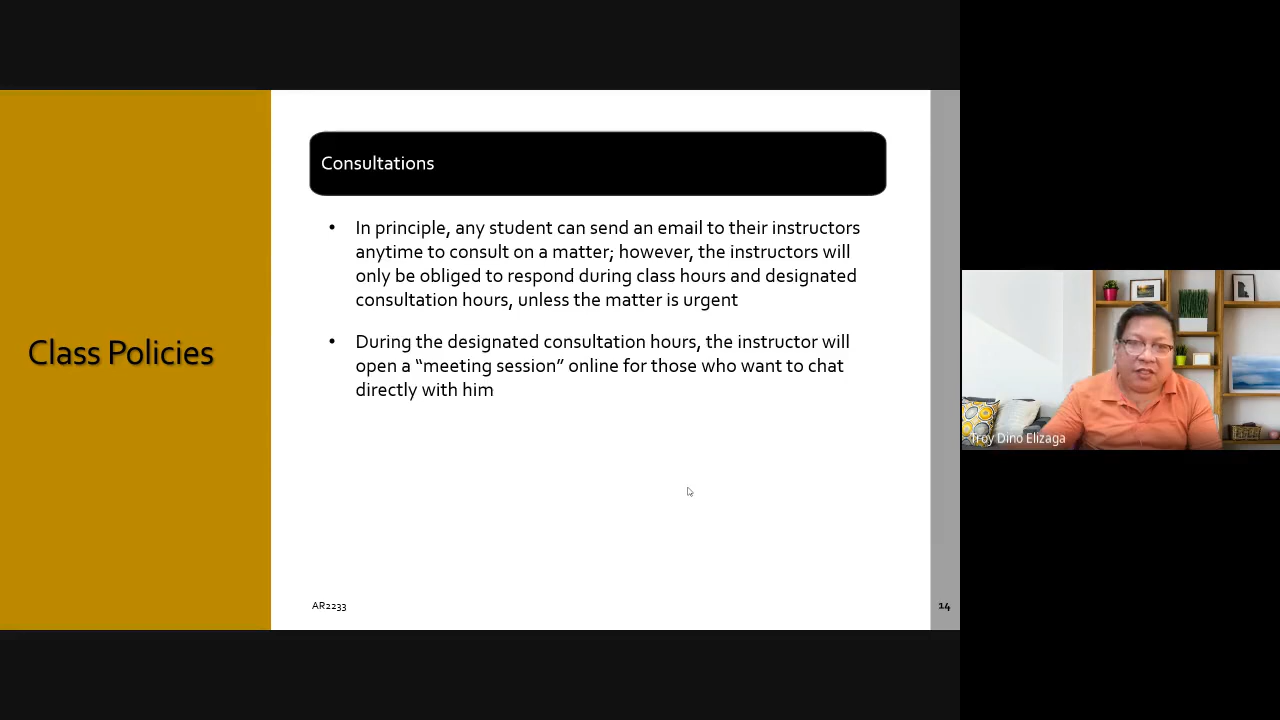 Class Policies
Consultations
• In principle, any student can send an email to their instructors
anytime to consult on a matter; however, the instructors will
only be obliged to respond during class hours and designated
consultation hours, unless the matter is urgent
• During the designated consultation hours, the instructor will
open a “meeting session” online for those who want to chat
directly with him
AR2233
14
Troy Dino Elizaga